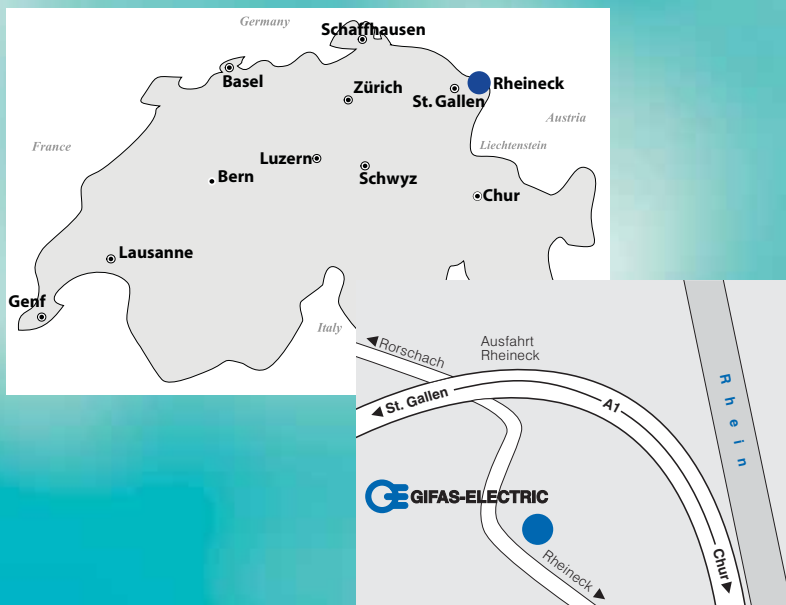 Germany
Schaffhausen
Basel
Zürich
Rheineck
St. Gallen
Austria
France
Liechtenstein
Luzern
Bern
Schwyz
Chur
Lausanne
Genf
Italy
Rorschach
Ausfahrt
Rheineck
St. Gallen
A1
Rhein
GIFAS-ELECTRIC
Rheineck
Chur